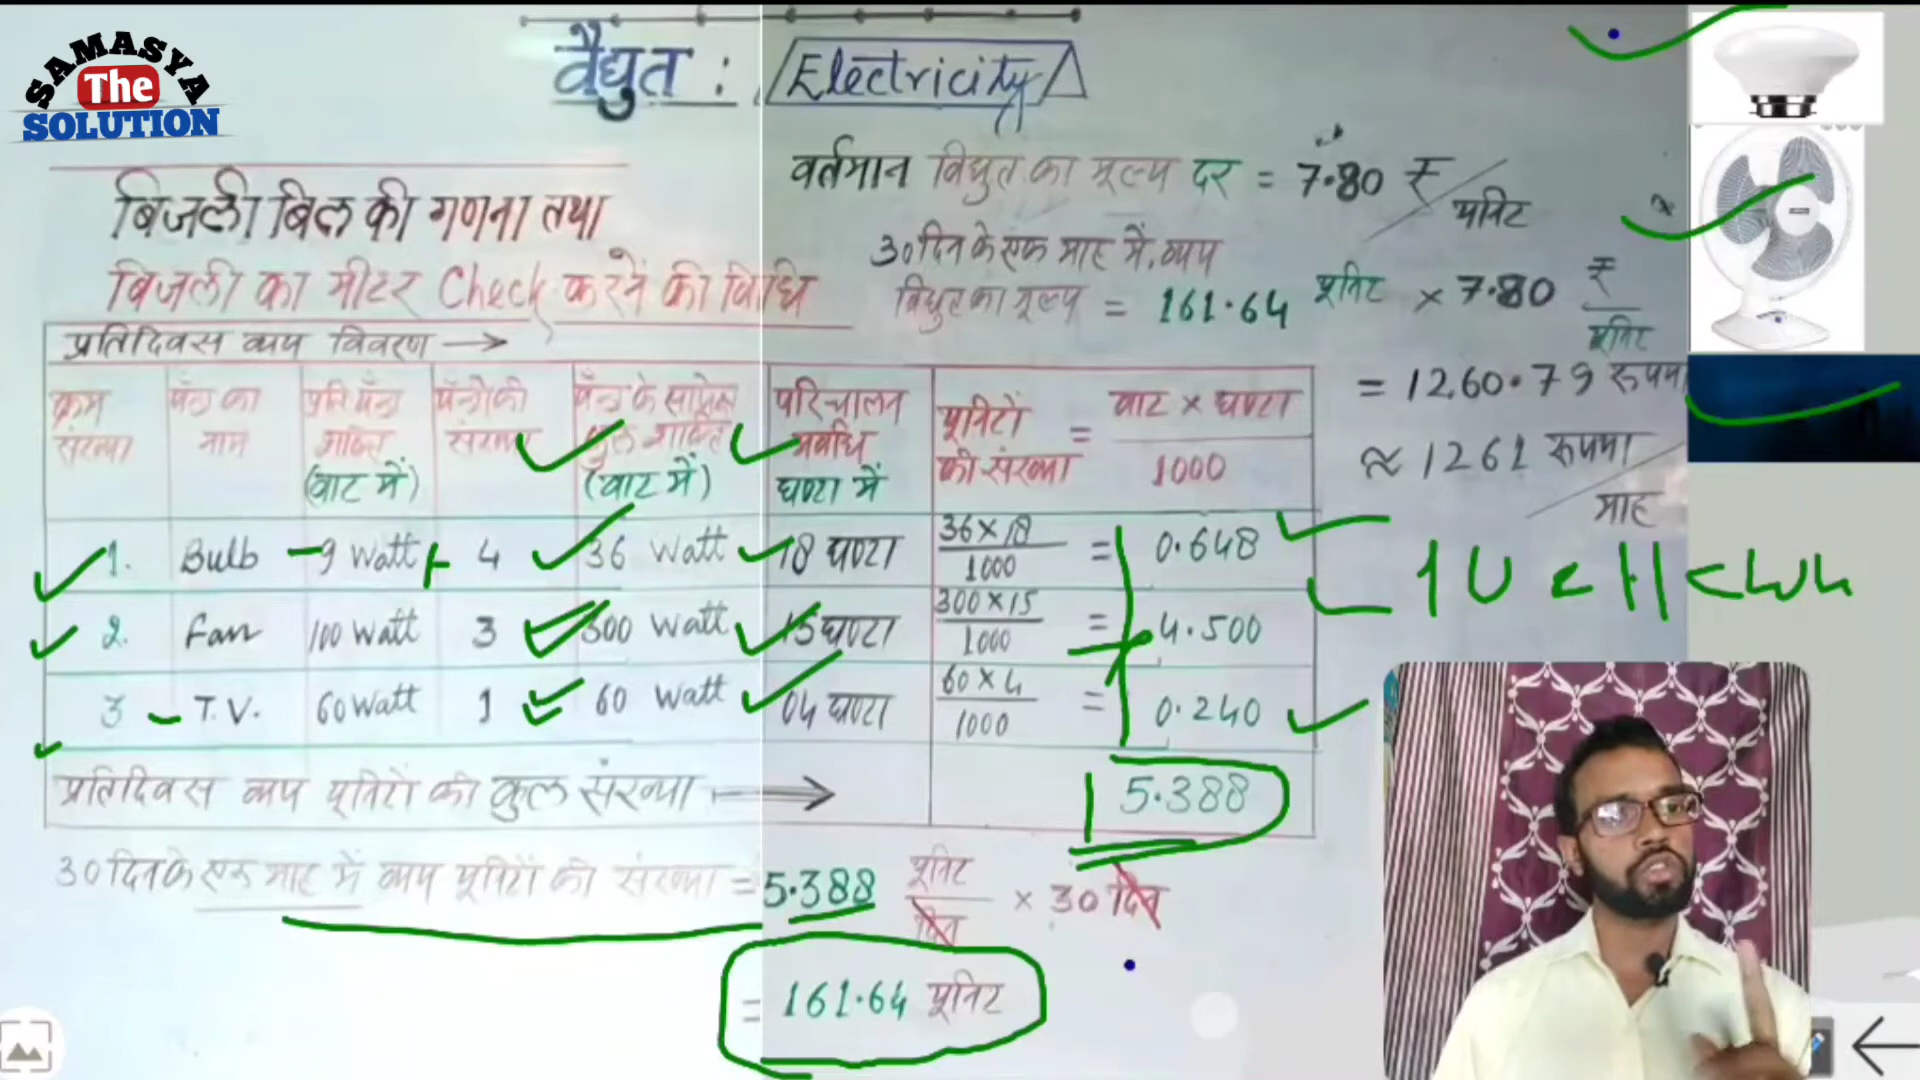 SAMASYA
The
SOLUTION
वैद्युत : Electricity
बिजली बिल की गणना तथा
बिजली का मीटर Check करने की विधि
वर्तमान विद्युत का मूल्य दर = 7.80 ₹/यूनिट
30 दिन के एक माह में व्यय
विद्युत का मूल्य = 161.64 यूनिट × 7.80 ₹/यूनिट
= 1260.79 रूपया
≈ 1261 रूपया/माह
प्रतिदिवस व्यय विवरण →
क्रम संख्या
यंत्र का नाम
प्रति यंत्र शक्ति (वाट में)
यंत्रो की संख्या
यंत्र के सापेक्ष कुल शक्ति (वाट में)
परिचालन अवधि घण्टा में
यूनिटों की संख्या = वाट × घण्टा / 1000
1. Bulb 9 Watt 4 36 Watt 18 घण्टा 36×18/1000 = 0.648
2. Fan 100 Watt 3 300 Watt 15 घण्टा 300×15/1000 = 4.500
3 T.V. 60 Watt 1 60 Watt 04 घण्टा 60×4/1000 = 0.240
प्रतिदिवस व्यय यूनिटों की कुल संख्या → 5.388
30 दिन के एक माह में व्यय यूनिटों की संख्या = 5.388 यूनिट/दिन × 30 दिन
= 161.64 यूनिट